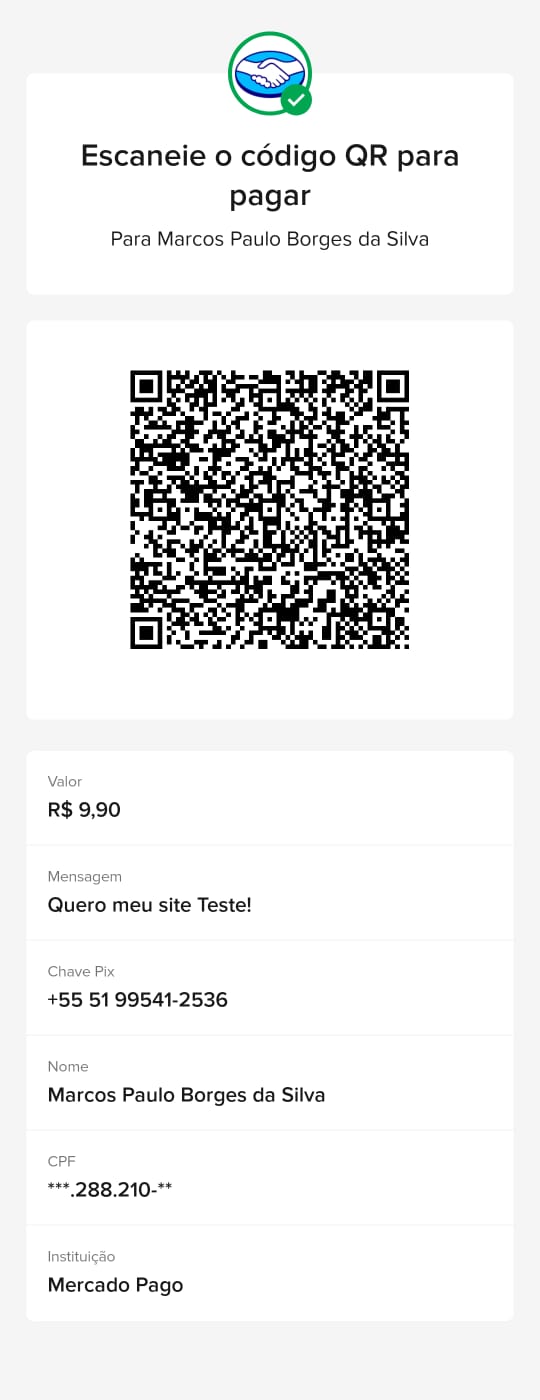 Escaneie o código QR para
pagar
Para Marcos Paulo Borges da Silva
Valor
R$ 9,90
Mensagem
Quero meu site Teste!
Chave Pix
+55 51 99541-2536
Nome
Marcos Paulo Borges da Silva
CPF
***.288.210-**
Instituição
Mercado Pago